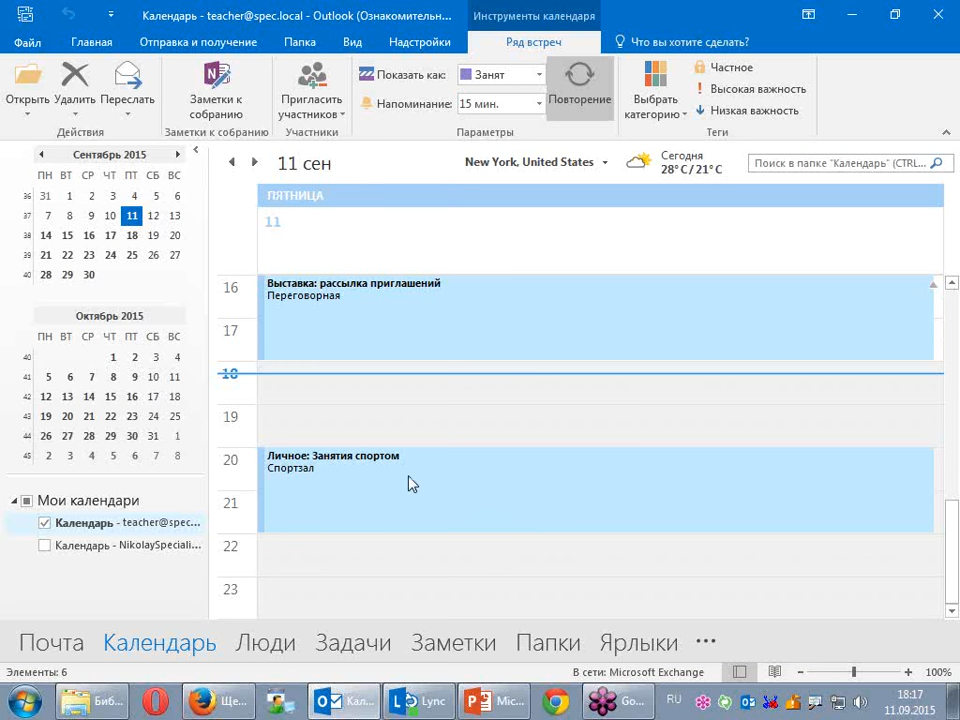 Календарь - teacher@spec.local - Outlook (Ознакомительн...
Инструменты календаря
Файл
Главная
Отправка и получение
Папка
Вид
Надстройки
Ряд встреч
Что вы хотите сделать?
Открыть
Удалить
Переслать
Действия
Заметки к
собранию
Заметки к собранию
Пригласить
участников
Участники
Показать как:
Занят
Напоминание:
15 мин.
Повторение
Параметры
Выбрать
категорию
Частное
Высокая важность
Низкая важность
Теги
Сентябрь 2015
ПН ВТ СР ЧТ ПТ СБ ВС
36 31 1 2 3 4 5 6
37 7 8 9 10 11 12 13
38 14 15 16 17 18 19 20
39 21 22 23 24 25 26 27
40 28 29 30
Октябрь 2015
ПН ВТ СР ЧТ ПТ СБ ВС
40 1 2 3 4
41 5 6 7 8 9 10 11
42 12 13 14 15 16 17 18
43 19 20 21 22 23 24 25
44 26 27 28 29 30 31 1
45 2 3 4 5 6 7 8
Мои календари
Календарь - teacher@spec...
Календарь - NikolaySpeciali...
11 сен
New York, United States
Сегодня
28°C/21°C
Поиск в папке "Календарь" (CTRL...
ПЯТНИЦА
11
16
Выставка: рассылка приглашений
Переговорная
17
18
19
20
Личное: Занятия спортом
Спортзал
21
22
23
Почта Календарь Люди Задачи Заметки Папки Ярлыки ···
Элементы: 6
В сети: Microsoft Exchange
100%
Биб...
Ще...
Кал...
Lync
Mic...
Go...
RU
18:17
11.09.2015